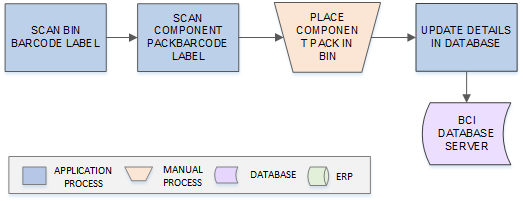 SCAN BIN
BARCODE LABEL
SCAN
COMPONENT
PACKBARCODE
LABEL
PLACE
COMPONEN
T PACK IN
BIN
UPDATE DETAILS
IN DATABASE
BCI
DATABASE
SERVER
APPLICATION
PROCESS
MANUAL
PROCESS
DATABASE
ERP